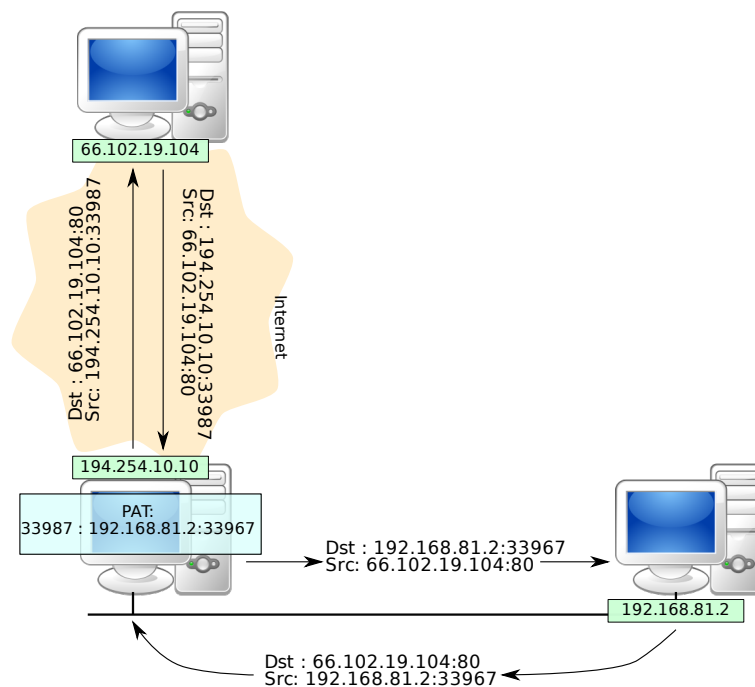 66.102.19.104
Dst : 66.102.19.104:80
Src: 194.254.10.10:33987
Dst : 194.254.10.10:33987
Src: 66.102.19.104:80
Internet
194.254.10.10
PAT:
33987 : 192.168.81.2:33967
Dst : 192.168.81.2:33967
Src: 66.102.19.104:80
192.168.81.2
Dst : 66.102.19.104:80
Src: 192.168.81.2:33967